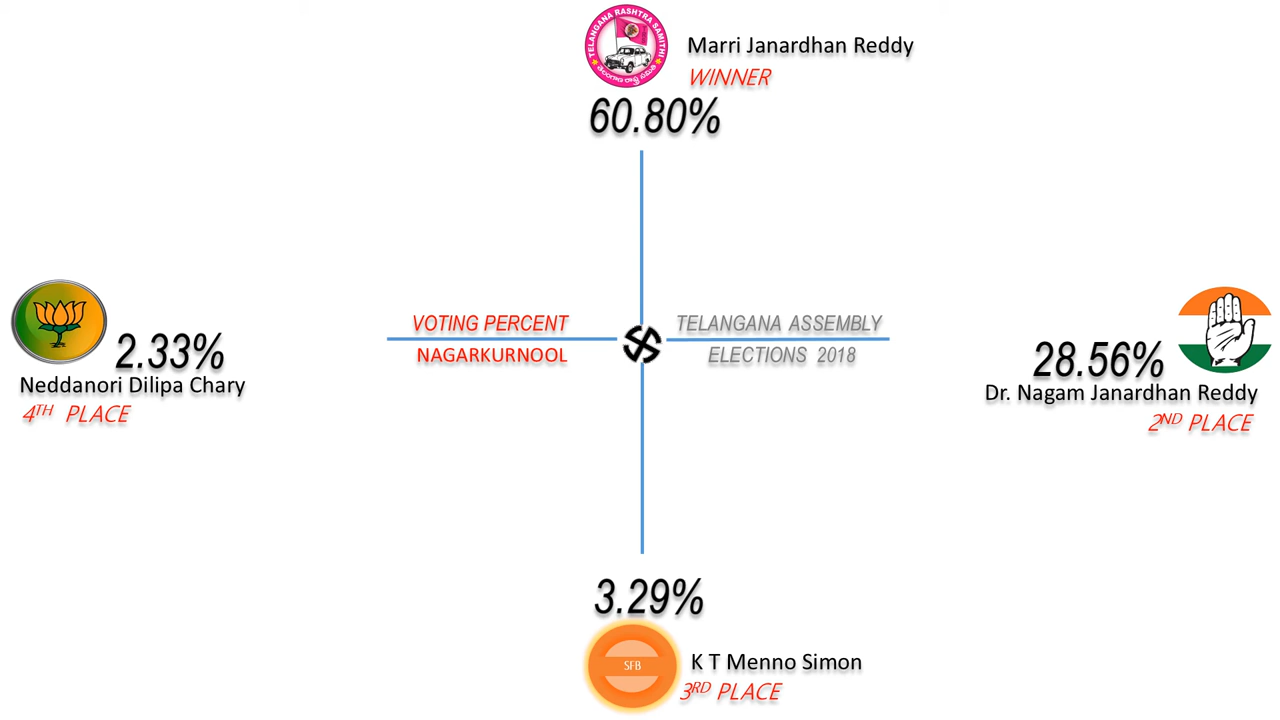 TELANGANA RASHTRA SAMITHI
తెలంగాణ రాష్ట్ర సమితి
Marri Janardhan Reddy
WINNER
60.80%
VOTING PERCENT
NAGARKURNOOL
TELANGANA ASSEMBLY
ELECTIONS 2018
2.33%
Neddanori Dilipa Chary
4TH PLACE
28.56%
Dr. Nagam Janardhan Reddy
2ND PLACE
3.29%
SFB
K T Menno Simon
3RD PLACE